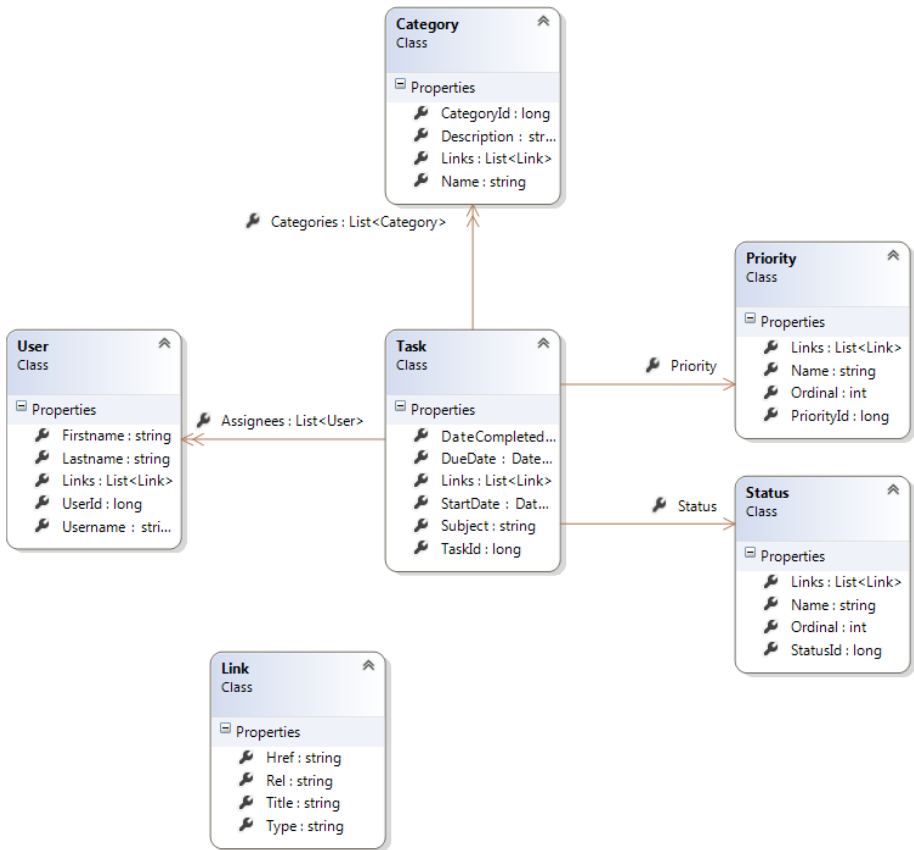 Category
Class
Properties
CategoryId : long
Description : str...
Links : List<Link>
Name : string
Categories : List<Category>
Priority
Class
Properties
Links : List<Link>
Name : string
Ordinal : int
PriorityId : long
User
Class
Properties
Firstname : string
Lastname : string
Links : List<Link>
UserId : long
Username : stri...
Assignees : List<User>
Task
Class
Properties
DateCompleted...
DueDate : Date...
Links : List<Link>
StartDate : Dat...
Subject : string
TaskId : long
Priority
Status
Status
Class
Properties
Links : List<Link>
Name : string
Ordinal : int
StatusId : long
Link
Class
Properties
Href : string
Rel : string
Title : string
Type : string